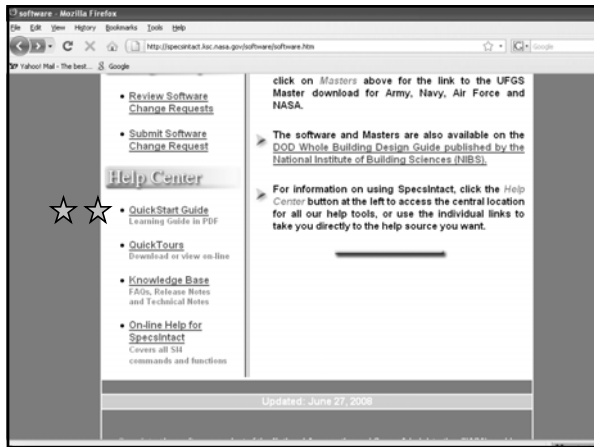 software - Mozilla Firefox
File Edit View History Bookmarks Tools Help
http://specsintact.ksc.nasa.gov/software/software.htm
Google
Yahoo! Mail - The best... Google
Review Software
Change Requests
Submit Software
Change Request
Help Center
QuickStart Guide
Learning Guide in PDF
QuickTours
Download or view on-line
Knowledge Base
FAQs, Release Notes
and Technical Notes
On-line Help for
SpecsIntact
Covers all SI4
commands and functions
click on Masters above for the link to the UFGS
Master download for Army, Navy, Air Force and
NASA.
The software and Masters are also available on the
DOD Whole Building Design Guide published by the
National Institute of Building Sciences (NIBS).
For information on using SpecsIntact, click the Help
Center button at the left to access the central location
for all our help tools, or use the individual links to
take you directly to the help source you want.
Updated: June 27, 2008